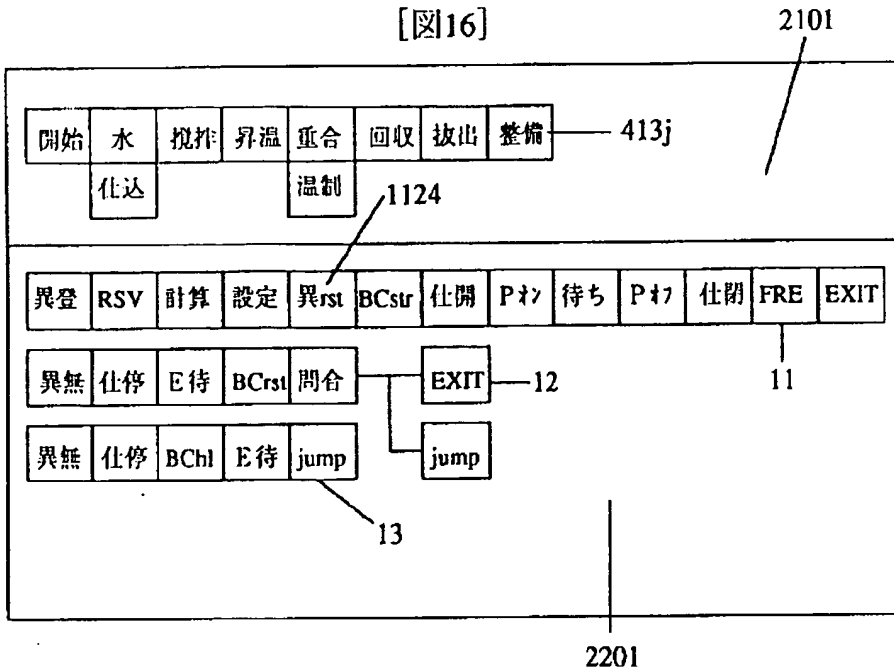 [図16]
2101
開始 水 撹拌 昇温 重合 回収 抜出 整備 413j
仕込 温制
1124
異登 RSV 計算 設定 異rst BCstr 仕開 Pオン 待ち Pオフ 仕閉 FRE EXIT
11
異無 仕停 E待 BCrst 問合 EXIT 12
異無 仕停 BChl E待 jump jump
13
2201